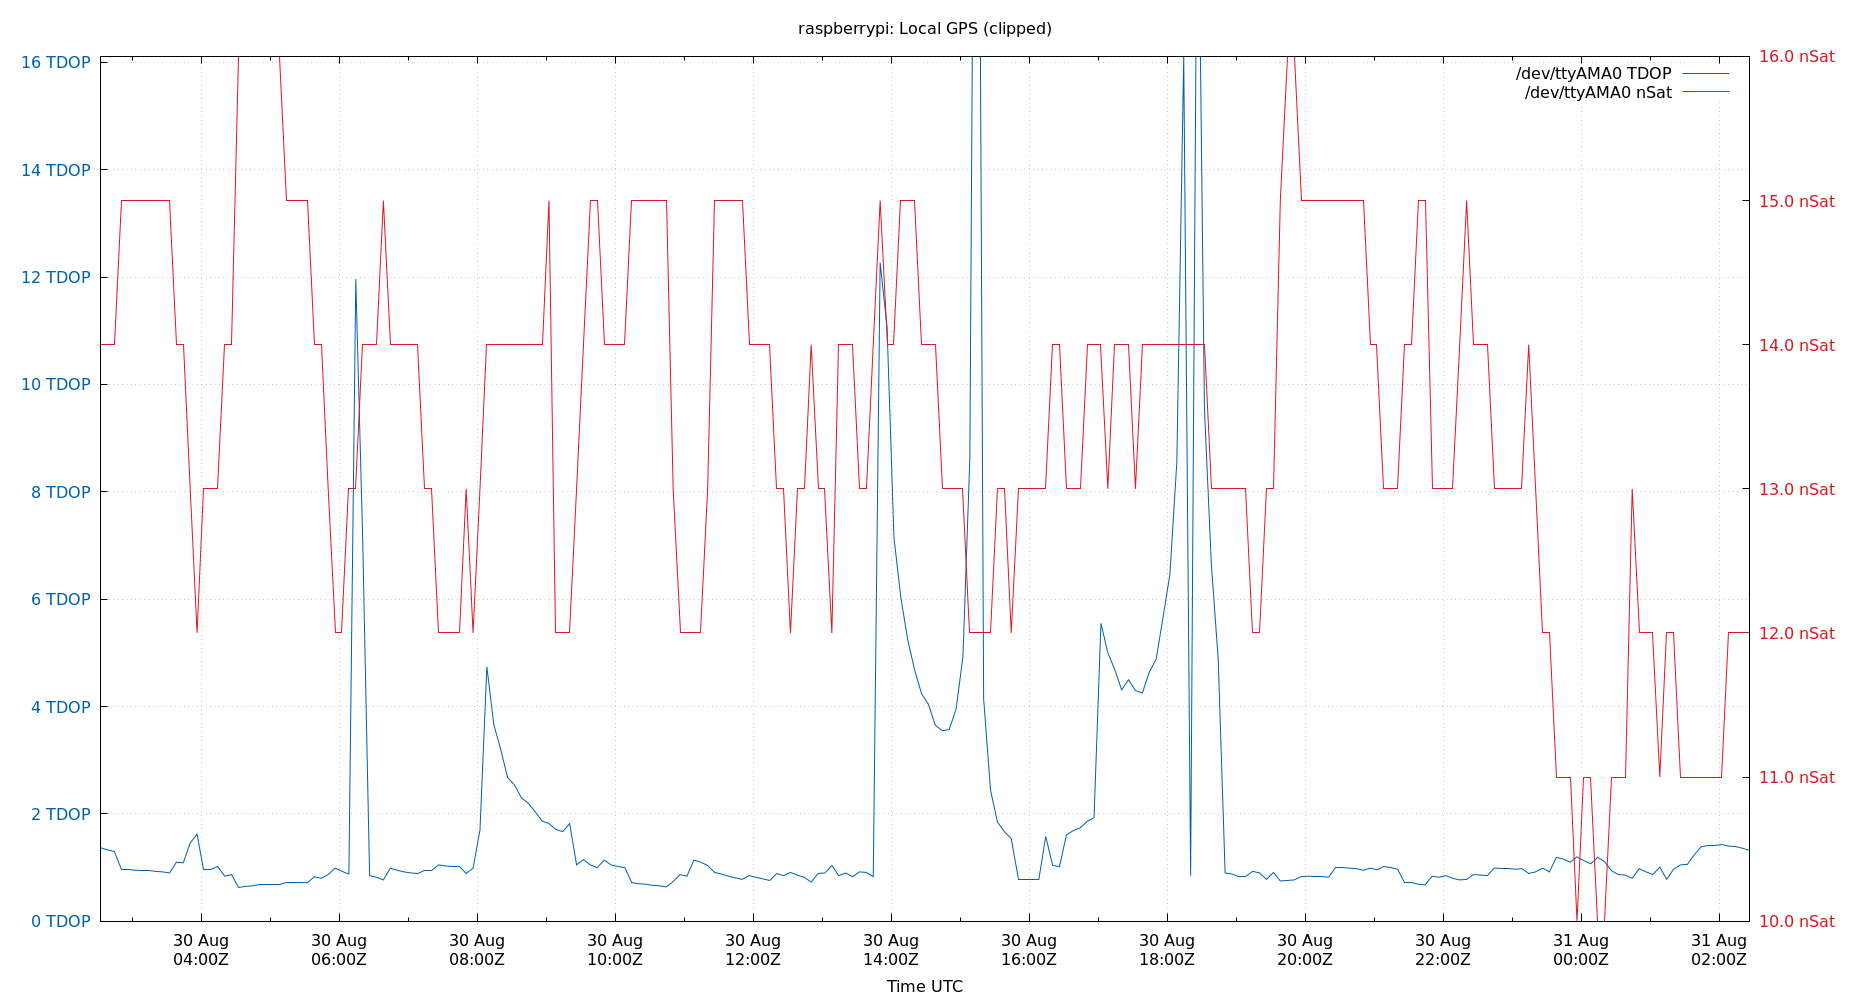 raspberrypi: Local GPS (clipped)
16 TDOP
14 TDOP
12 TDOP
10 TDOP
8 TDOP
6 TDOP
4 TDOP
2 TDOP
0 TDOP
16.0 nSat
15.0 nSat
14.0 nSat
13.0 nSat
12.0 nSat
11.0 nSat
10.0 nSat
/dev/ttyAMA0 TDOP
/dev/ttyAMA0 nSat
30 Aug 30 Aug 30 Aug 30 Aug 30 Aug 30 Aug 30 Aug 30 Aug 30 Aug 30 Aug 31 Aug 31 Aug
04:00Z 06:00Z 08:00Z 10:00Z 12:00Z 14:00Z 16:00Z 18:00Z 20:00Z 22:00Z 00:00Z 02:00Z
Time UTC